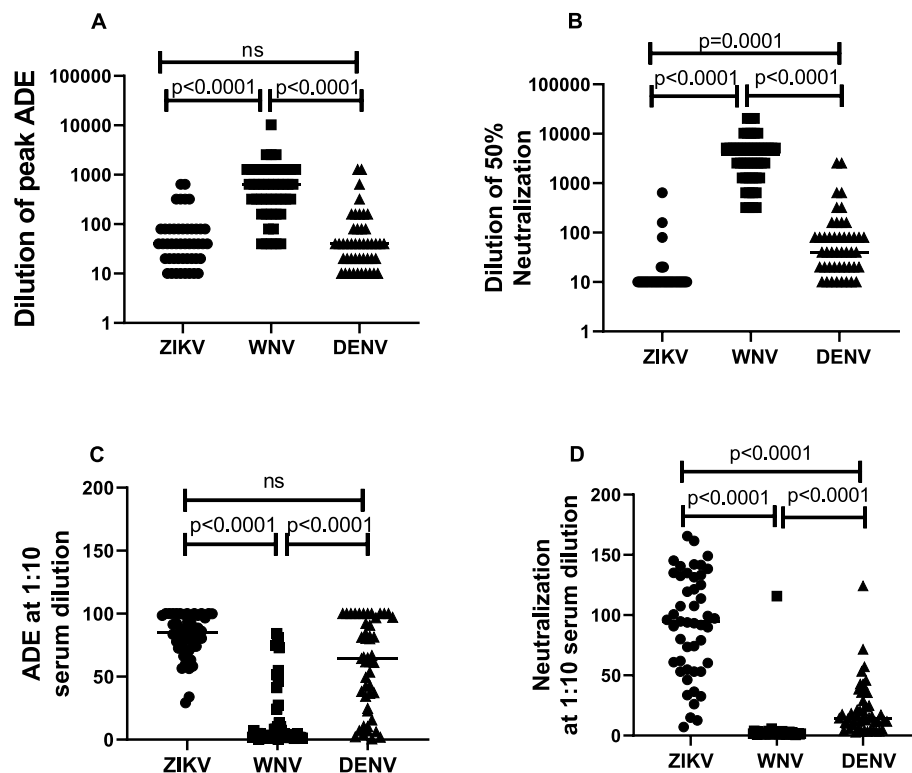 A
ns
p<0.0001 p<0.0001
Dilution of peak ADE
100000
10000
1000
100
10
1
ZIKV WNV DENV
B
p=0.0001
p<0.0001 p<0.0001
Dilution of 50%
Neutralization
100000
10000
1000
100
10
1
ZIKV WNV DENV
C
ns
p<0.0001 p<0.0001
ADE at 1:10
serum dilution
200
150
100
50
0
ZIKV WNV DENV
D
p<0.0001
p<0.0001 p<0.0001
Neutralization
at 1:10 serum dilution
200
150
100
50
0
ZIKV WNV DENV